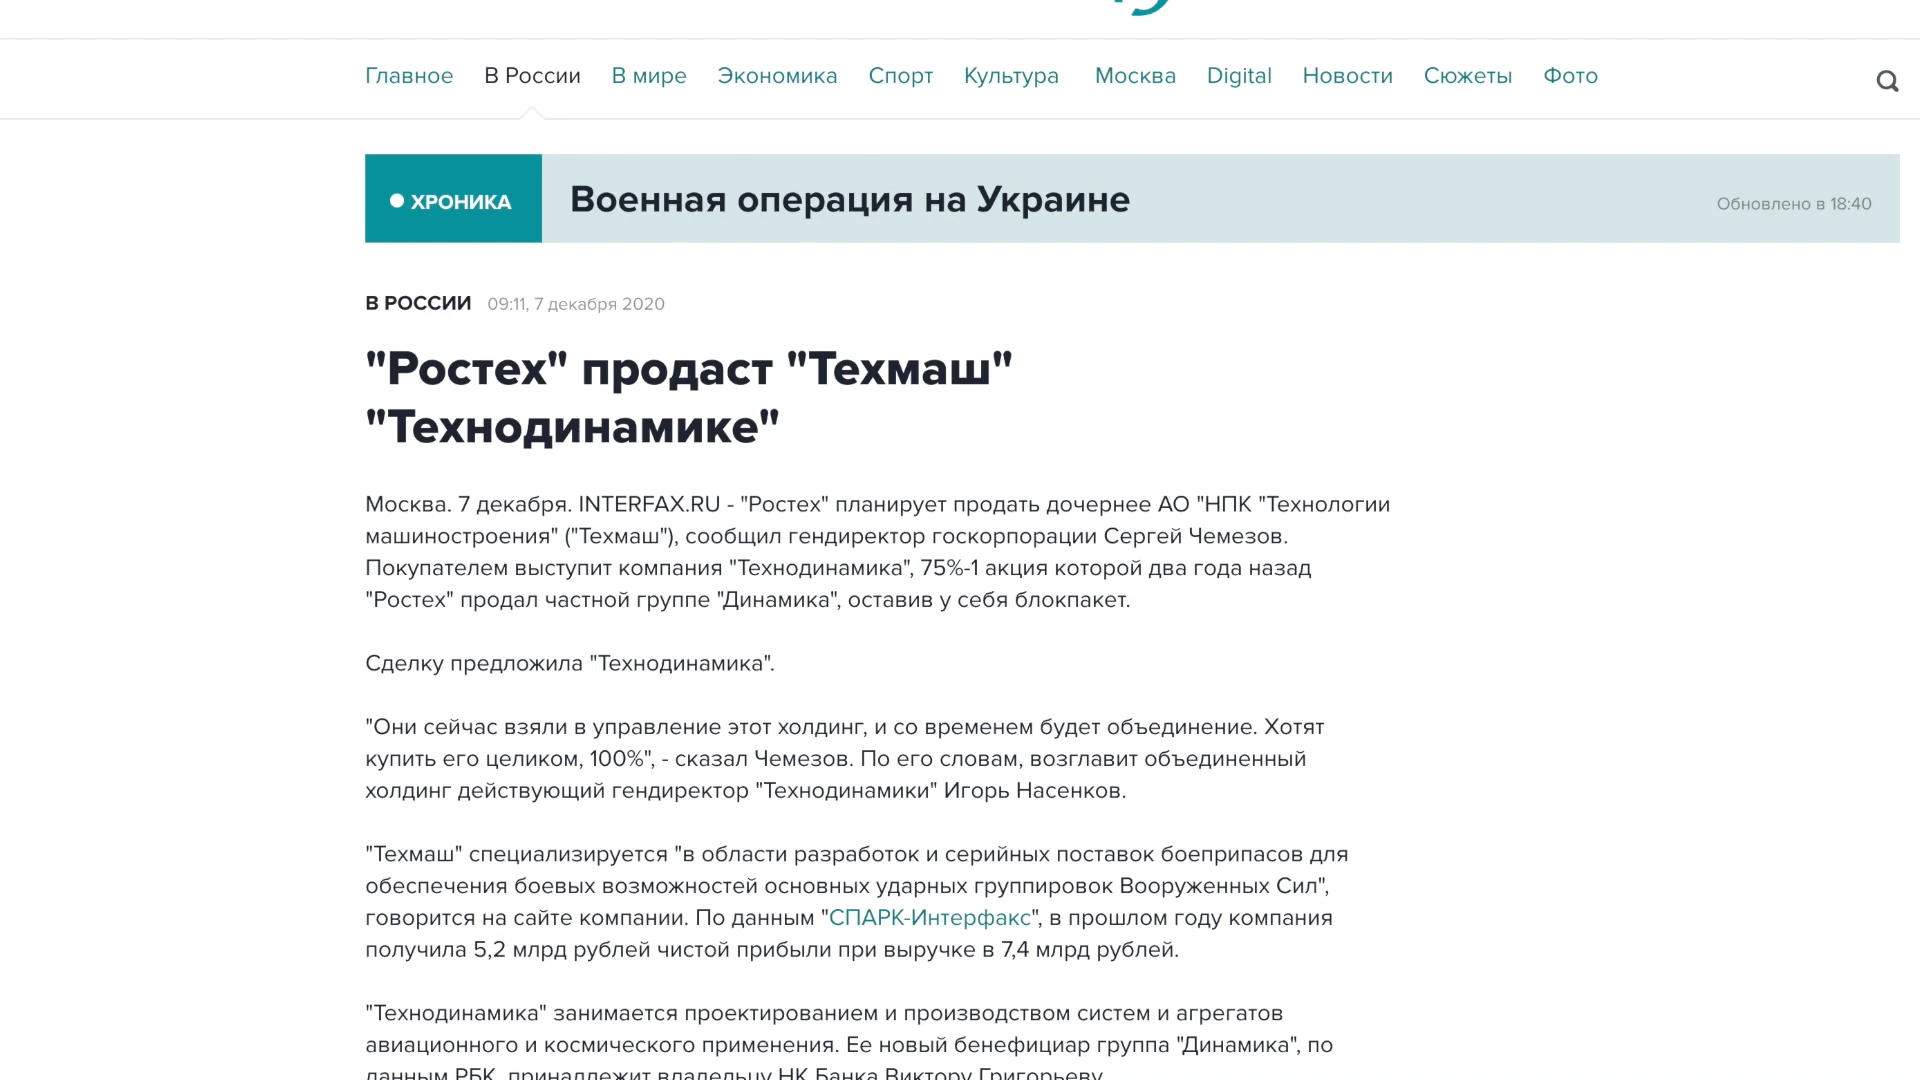 Главное В России В мире Экономика Спорт Культура Москва Digital Новости Сюжеты Фото
ХРОНИКА Военная операция на Украине Обновлено в 18:40
В РОССИИ 09:11, 7 декабря 2020
"Ростех" продаст "Техмаш"
"Технодинамике"
Москва. 7 декабря. INTERFAX.RU - "Ростех" планирует продать дочернее АО "НПК "Технологии
машиностроения" ("Техмаш"), сообщил гендиректор госкорпорации Сергей Чемезов.
Покупателем выступит компания "Технодинамика", 75%-1 акция которой два года назад
"Ростех" продал частной группе "Динамика", оставив у себя блокпакет.
Сделку предложила "Технодинамика".
"Они сейчас взяли в управление этот холдинг, и со временем будет объединение. Хотят
купить его целиком, 100%", - сказал Чемезов. По его словам, возглавит объединенный
холдинг действующий гендиректор "Технодинамики" Игорь Насенков.
"Техмаш" специализируется "в области разработок и серийных поставок боеприпасов для
обеспечения боевых возможностей основных ударных группировок Вооруженных Сил",
говорится на сайте компании. По данным "СПАРК-Интерфакс", в прошлом году компания
получила 5,2 млрд рублей чистой прибыли при выручке в 7,4 млрд рублей.
"Технодинамика" занимается проектированием и производством систем и агрегатов
авиационного и космического применения. Ее новый бенефициар группа "Динамика", по
данным РБК, принадлежит владельцу НК Банка Виктору Григорьеву.